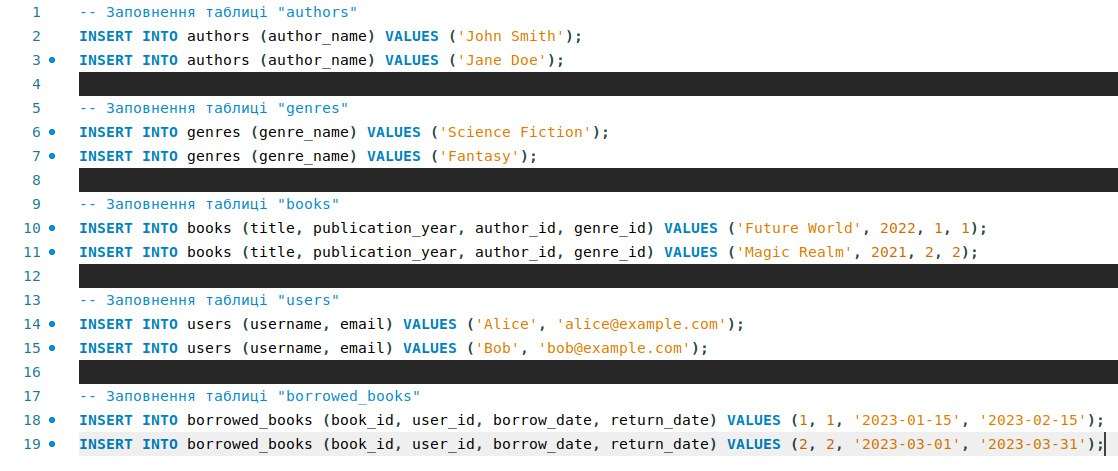 1 -- Заповнення таблиці "authors"
2 INSERT INTO authors (author_name) VALUES ('John Smith');
3 INSERT INTO authors (author_name) VALUES ('Jane Doe');
4
5 -- Заповнення таблиці "genres"
6 INSERT INTO genres (genre_name) VALUES ('Science Fiction');
7 INSERT INTO genres (genre_name) VALUES ('Fantasy');
8
9 -- Заповнення таблиці "books"
10 INSERT INTO books (title, publication_year, author_id, genre_id) VALUES ('Future World', 2022, 1, 1);
11 INSERT INTO books (title, publication_year, author_id, genre_id) VALUES ('Magic Realm', 2021, 2, 2);
12
13 -- Заповнення таблиці "users"
14 INSERT INTO users (username, email) VALUES ('Alice', 'alice@example.com');
15 INSERT INTO users (username, email) VALUES ('Bob', 'bob@example.com');
16
17 -- Заповнення таблиці "borrowed_books"
18 INSERT INTO borrowed_books (book_id, user_id, borrow_date, return_date) VALUES (1, 1, '2023-01-15', '2023-02-15');
19 INSERT INTO borrowed_books (book_id, user_id, borrow_date, return_date) VALUES (2, 2, '2023-03-01', '2023-03-31');